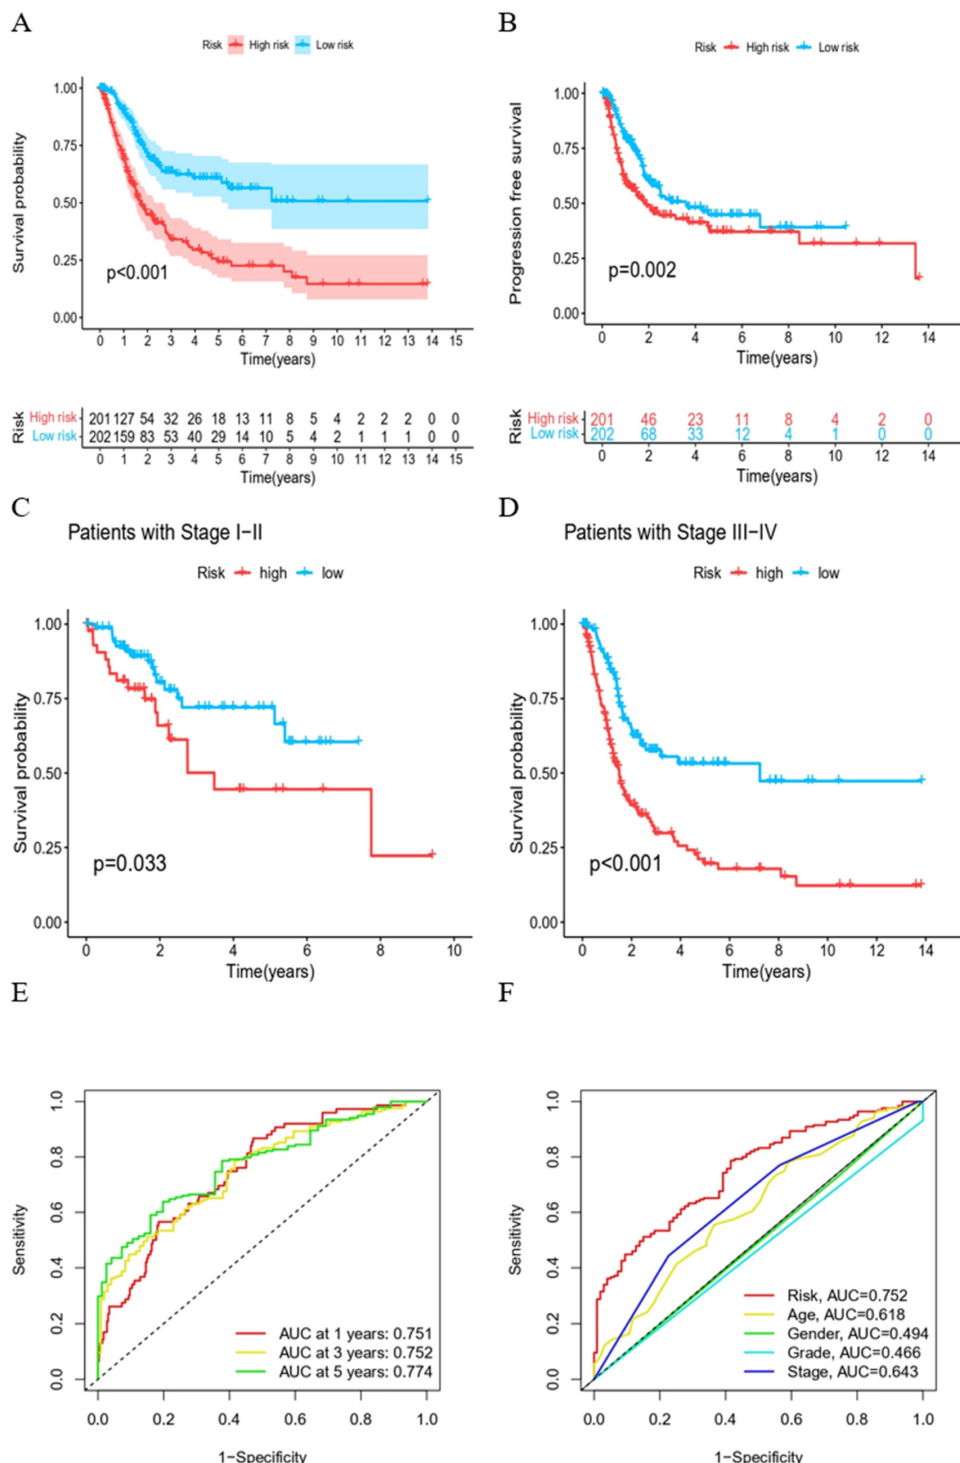 A
Risk High risk Low risk
Survival probability
1.00
0.75
0.50
0.25
0.00
p<0.001
0 1 2 3 4 5 6 7 8 9 10 11 12 13 14 15
Time(years)
Risk
High risk 201 127 54 32 26 18 13 11 8 5 4 2 2 2 0 0
Low risk 202 159 83 53 40 29 14 10 5 4 2 1 1 1 0 0
0 1 2 3 4 5 6 7 8 9 10 11 12 13 14 15
Time(years)
B
Risk High risk Low risk
Progression free survival
1.00
0.75
0.50
0.25
0.00
p=0.002
0 2 4 6 8 10 12 14
Time(years)
Risk
High risk 201 46 23 11 8 4 2 0
Low risk 202 68 33 12 4 1 0 0
0 2 4 6 8 10 12 14
Time(years)
C
Patients with Stage I−II
Risk high low
Survival probability
1.00
0.75
0.50
0.25
0.00
p=0.033
0 2 4 6 8 10
Time(years)
D
Patients with Stage III−IV
Risk high low
Survival probability
1.00
0.75
0.50
0.25
0.00
p<0.001
0 2 4 6 8 10 12 14
Time(years)
E
Sensitivity
1.0
0.8
0.6
0.4
0.2
0.0
AUC at 1 years: 0.751
AUC at 3 years: 0.752
AUC at 5 years: 0.774
0.0 0.2 0.4 0.6 0.8 1.0
1−Specificity
F
Sensitivity
1.0
0.8
0.6
0.4
0.2
0.0
Risk, AUC=0.752
Age, AUC=0.618
Gender, AUC=0.494
Grade, AUC=0.466
Stage, AUC=0.643
0.0 0.2 0.4 0.6 0.8 1.0
1−Specificity